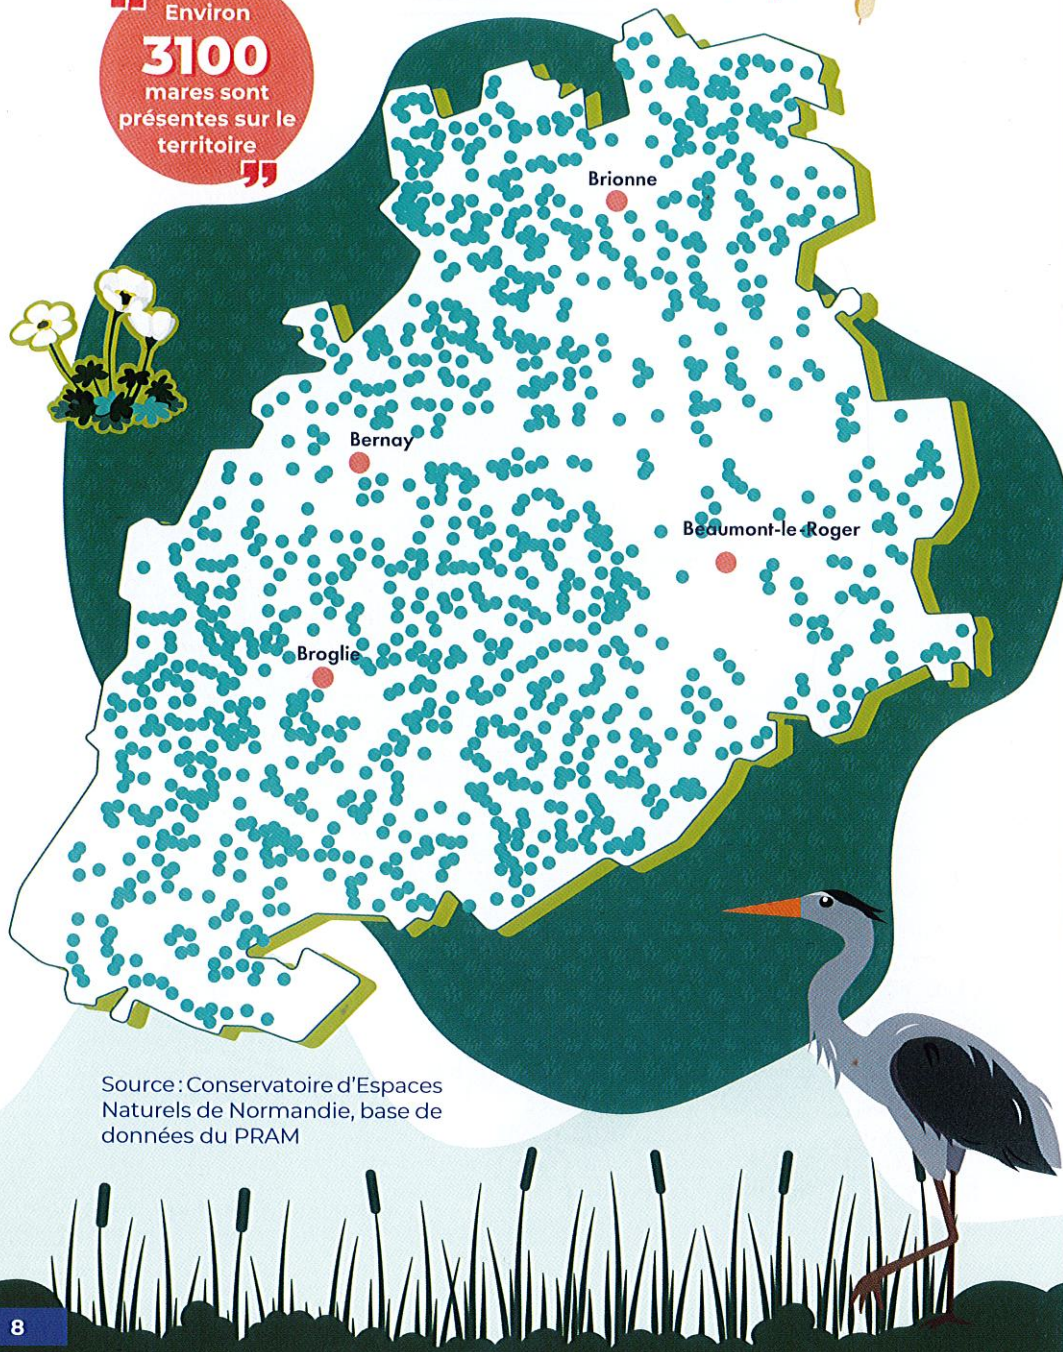 “ Environ
3100
mares sont
présentes sur le
territoire ”
Brionne
Bernay
Beaumont-le-Roger
Broglie
Source : Conservatoire d’Espaces
Naturels de Normandie, base de
données du PRAM
8